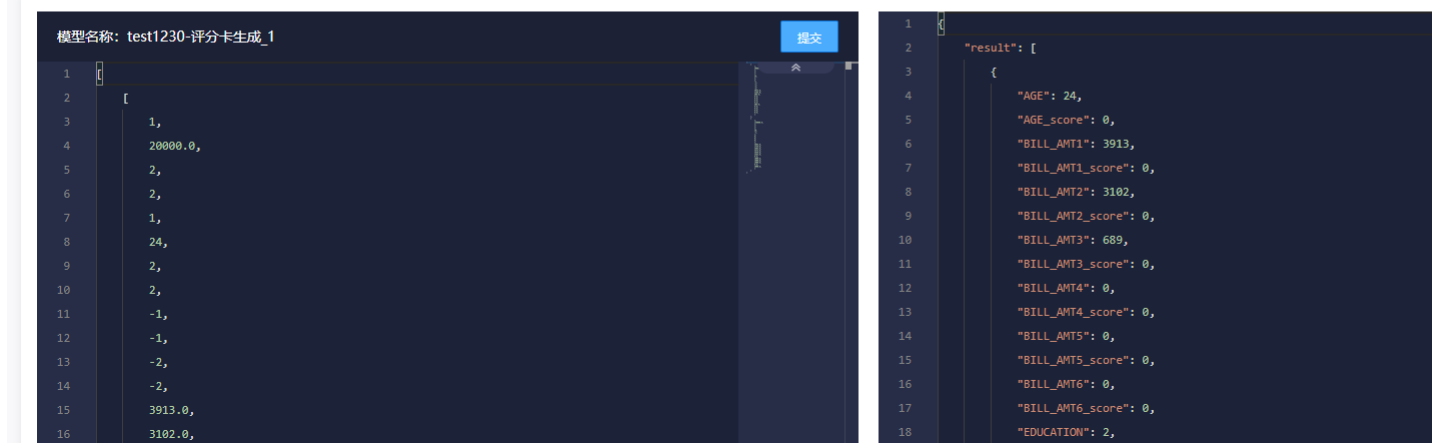 模型名称：test1230-评分卡生成_1
提交
1 [
2 [
3 1,
4 20000.0,
5 2,
6 2,
7 1,
8 24,
9 2,
10 2,
11 -1,
12 -1,
13 -2,
14 -2,
15 3913.0,
16 3102.0,
1 {
2 "result": [
3 {
4 "AGE": 24,
5 "AGE_score": 0,
6 "BILL_AMT1": 3913,
7 "BILL_AMT1_score": 0,
8 "BILL_AMT2": 3102,
9 "BILL_AMT2_score": 0,
10 "BILL_AMT3": 689,
11 "BILL_AMT3_score": 0,
12 "BILL_AMT4": 0,
13 "BILL_AMT4_score": 0,
14 "BILL_AMT5": 0,
15 "BILL_AMT5_score": 0,
16 "BILL_AMT6": 0,
17 "BILL_AMT6_score": 0,
18 "EDUCATION": 2,